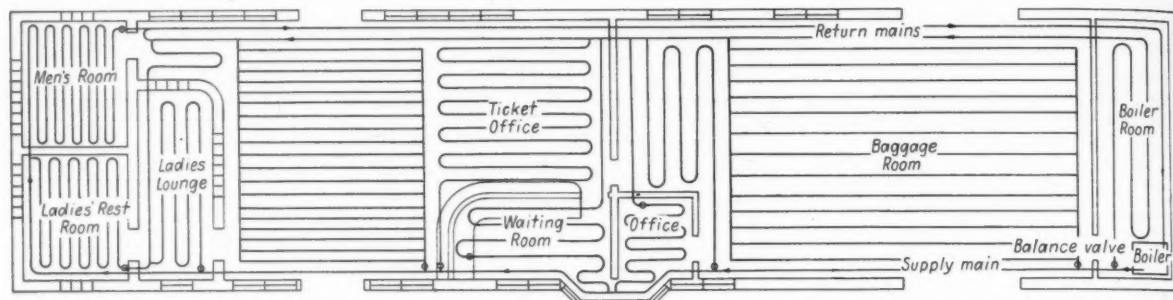 Return mains
Men's Room
Ticket
Office
Boiler
Room
Baggage
Room
Ladies
Lounge
Ladies' Rest
Room
Waiting
Room
Office
Balance valve
Boiler
Supply main